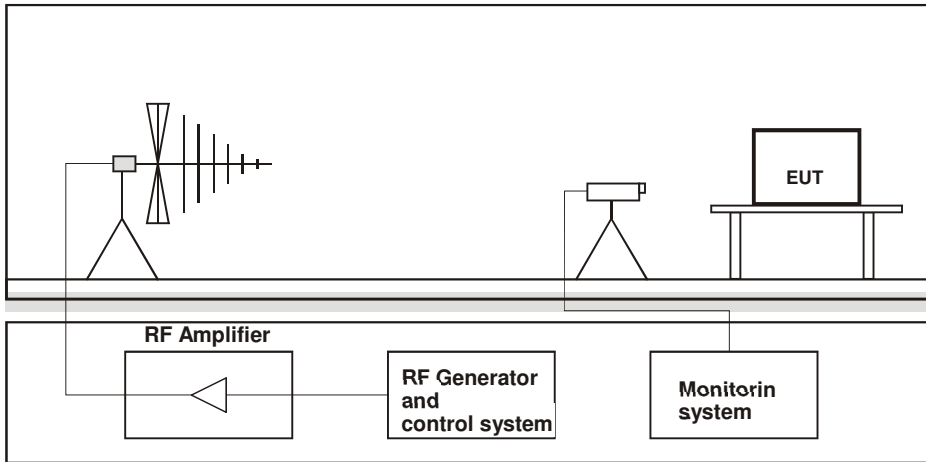 EUT
RF Amplifier
RF Generator
and
control system
Monitorin
system